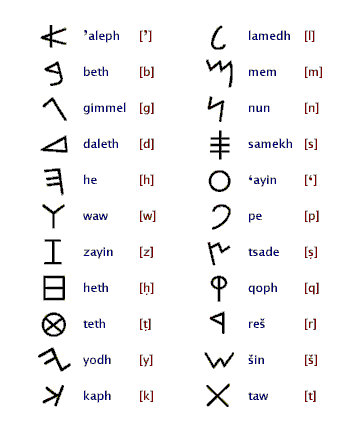 𐤀 ’aleph [’] 𐤋 lamedh [l]
𐤁 beth [b] 𐤌 mem [m]
𐤂 gimmel [g] 𐤍 nun [n]
𐤃 daleth [d] 𐤎 samekh [s]
𐤄 he [h] 𐤏 ‘ayin [‘]
𐤅 waw [w] 𐤐 pe [p]
𐤆 zayin [z] 𐤑 tsade [ṣ]
𐤇 heth [ḥ] 𐤒 qoph [q]
𐤈 teth [ṭ] 𐤓 reš [r]
𐤉 yodh [y] 𐤔 šin [š]
𐤊 kaph [k] 𐤕 taw [t]